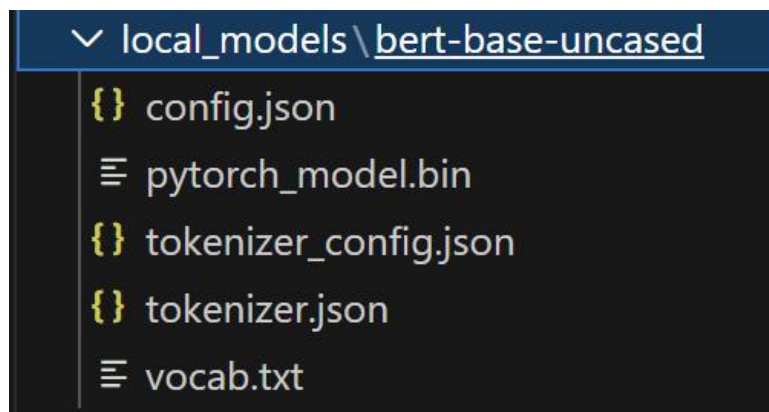 local_models\bert-base-uncased
{} config.json
pytorch_model.bin
{} tokenizer_config.json
{} tokenizer.json
vocab.txt